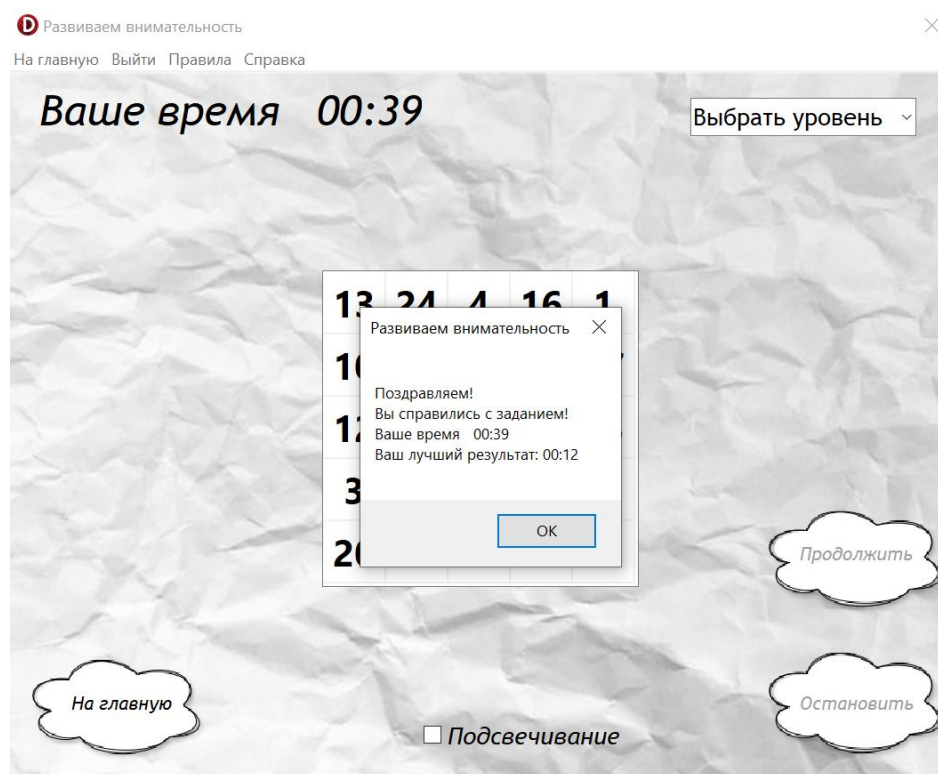 Развиваем внимательность
На главную Выйти Правила Справка
Ваше время 00:39
Выбрать уровень
13 24 4 16 1
Развиваем внимательность
Поздравляем!
Вы справились с заданием!
Ваше время 00:39
Ваш лучший результат: 00:12
3
OK
Продолжить
На главную
Остановить
Подсвечивание